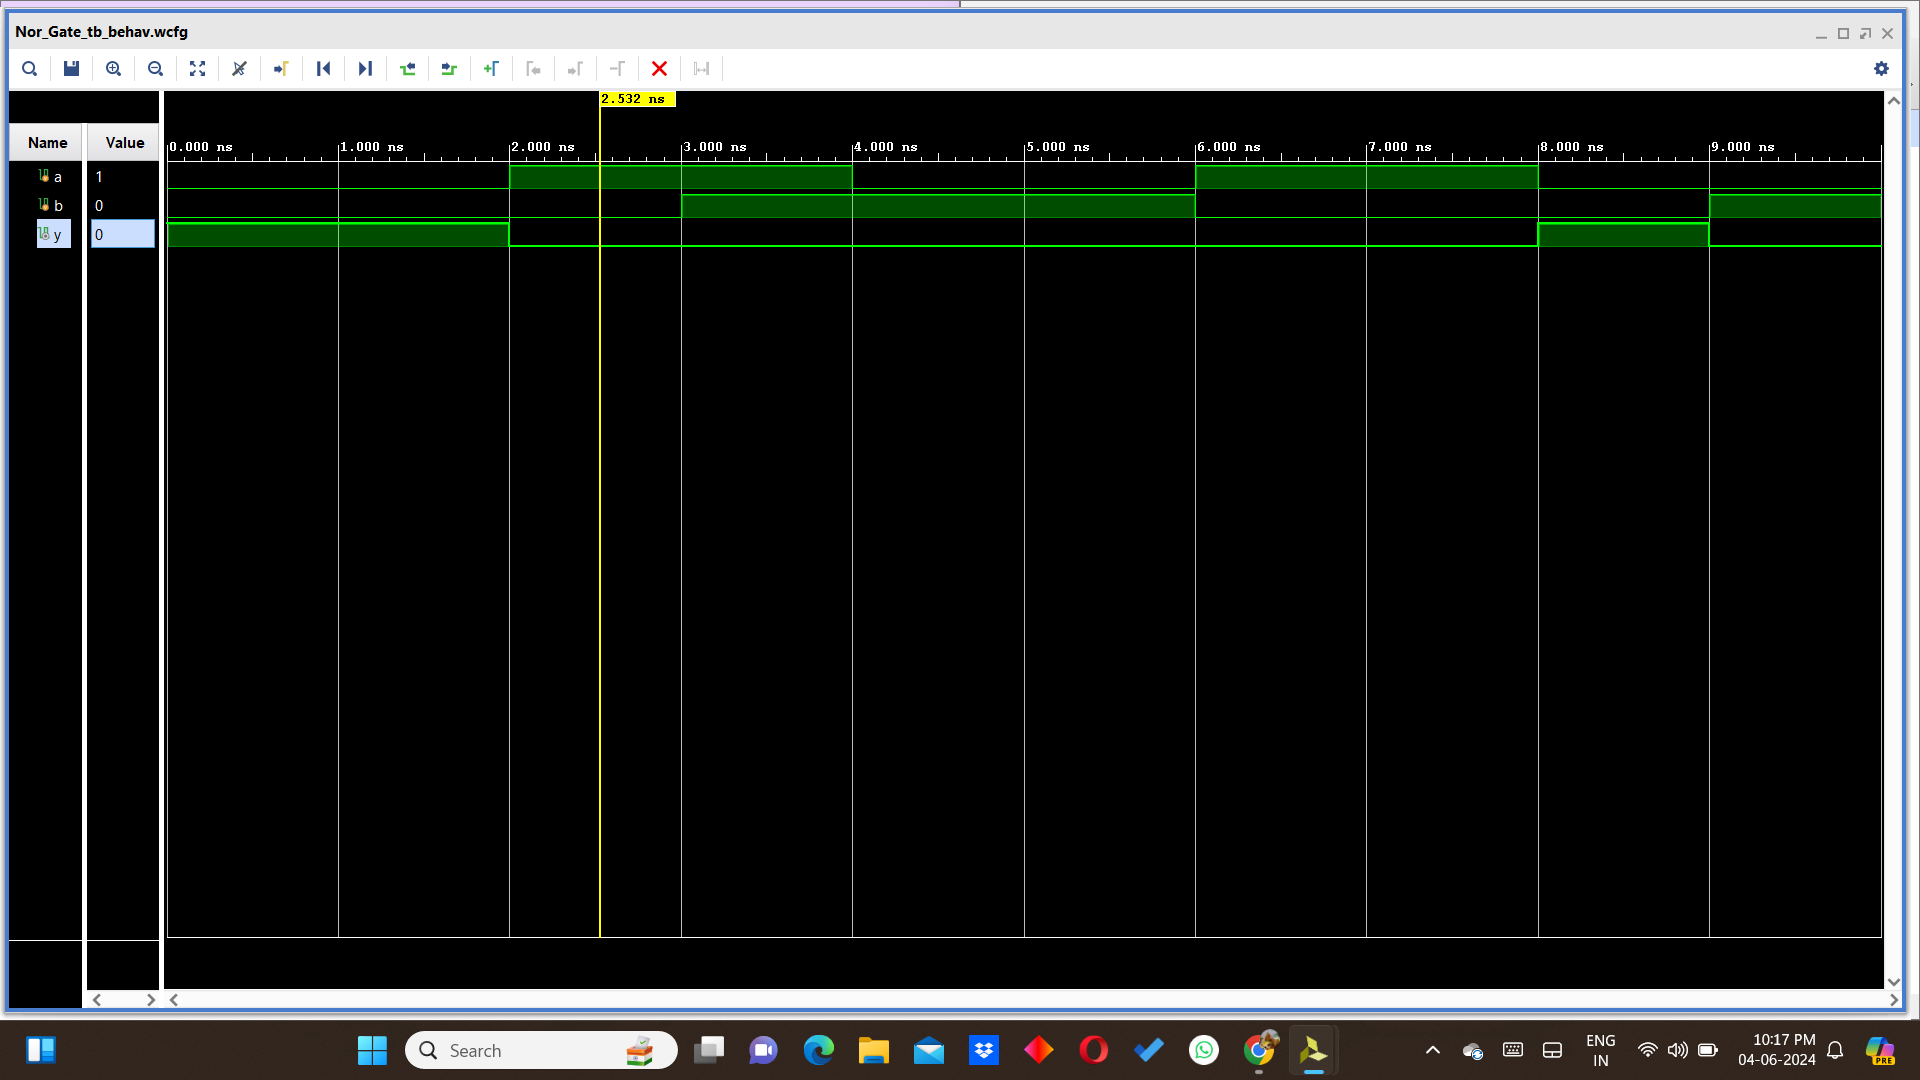 Nor_Gate_tb_behav.wcfg
2.532 ns
Name Value
0.000 ns 1.000 ns 2.000 ns 3.000 ns 4.000 ns 5.000 ns 6.000 ns 7.000 ns 8.000 ns 9.000 ns
a 1
b 0
y 0
Search
ENG
IN
10:17 PM
04-06-2024
PRE